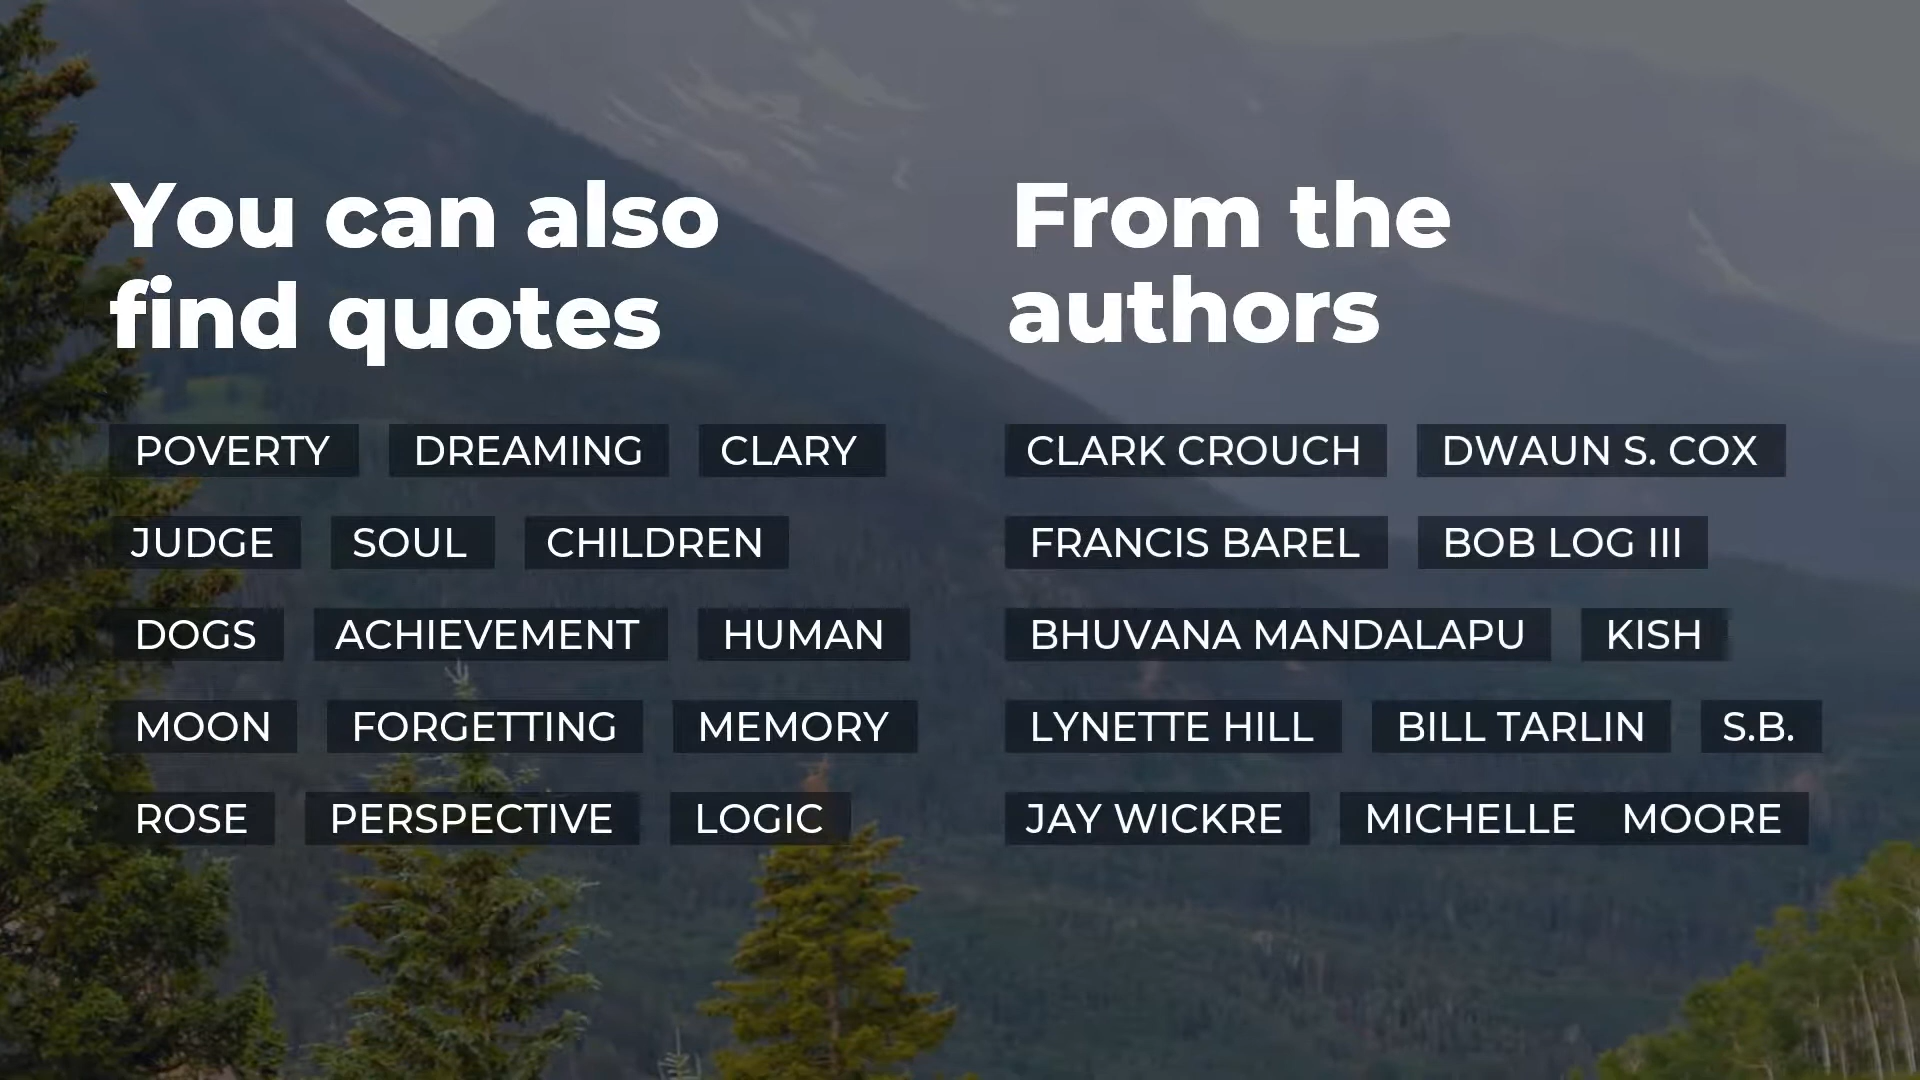 You can also
find quotes
POVERTY DREAMING CLARY
JUDGE SOUL CHILDREN
DOGS ACHIEVEMENT HUMAN
MOON FORGETTING MEMORY
ROSE PERSPECTIVE LOGIC
From the
authors
CLARK CROUCH DWAUN S. COX
FRANCIS BAREL BOB LOG III
BHUVANA MANDALAPU KISH
LYNETTE HILL BILL TARLIN S.B.
JAY WICKRE MICHELLE MOORE